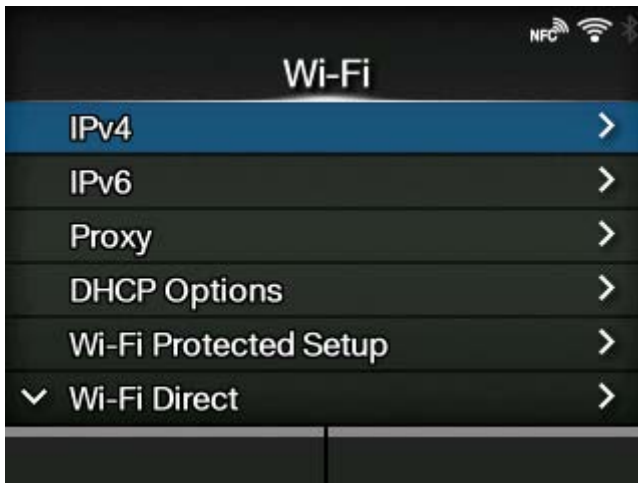 NFC
Wi-Fi
IPv4
IPv6
Proxy
DHCP Options
Wi-Fi Protected Setup
Wi-Fi Direct